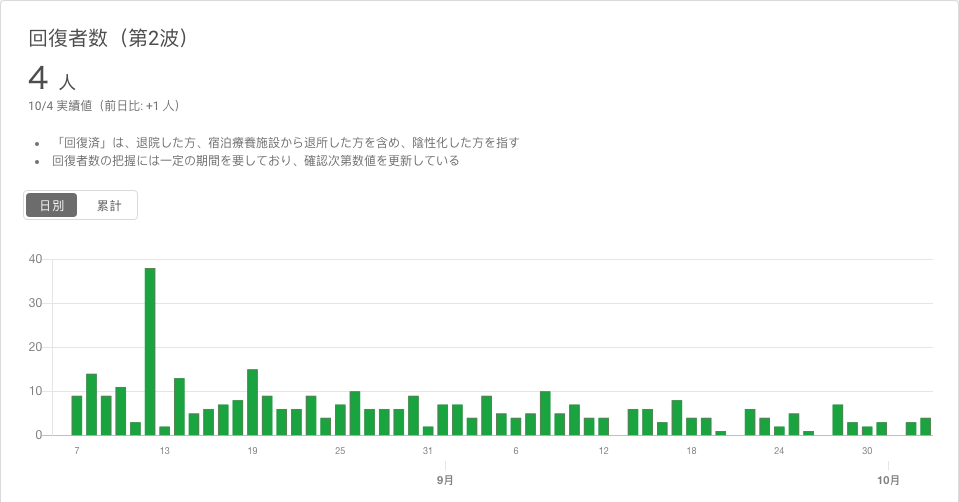 回復者数（第2波）
4 人
10/4 実績値（前日比: +1 人）
• 「回復済」は、退院した方、宿泊療養施設から退所した方を含め、陰性化した方を指す
• 回復者数の把握には一定の期間を要しており、確認次第数値を更新している
日別 累計
40
30
20
10
0
7 13 19 25 31 6 12 18 24 30
9月 10月